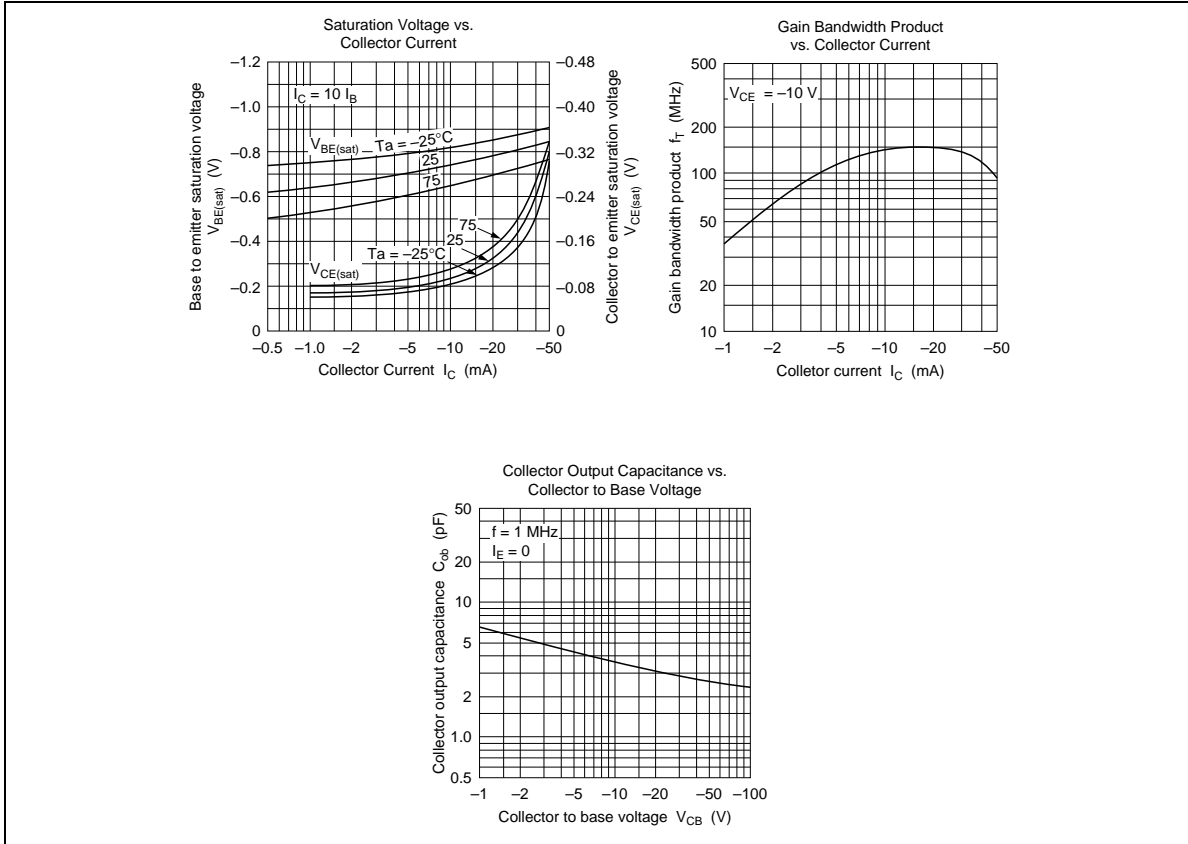 Saturation Voltage vs.
Collector Current
Base to emitter saturation voltage
V_BE(sat) (V)
–1.2
–1.0
–0.8
–0.6
–0.4
–0.2
0
I_C = 10 I_B
V_BE(sat)
Ta = –25°C
25
75
75
25
Ta = –25°C
V_CE(sat)
–0.48
–0.40
–0.32
–0.24
–0.16
–0.08
0
Collector to emitter saturation voltage
V_CE(sat) (V)
–0.5 –1.0 –2 –5 –10 –20 –50
Collector Current I_C (mA)
Gain Bandwidth Product
vs. Collector Current
Gain bandwidth product f_T (MHz)
500
200
100
50
20
10
V_CE = –10 V
–1 –2 –5 –10 –20 –50
Colletor current I_C (mA)
Collector Output Capacitance vs.
Collector to Base Voltage
Collector output capacitance C_ob (pF)
50
20
10
5
2
1.0
0.5
f = 1 MHz
I_E = 0
–1 –2 –5 –10 –20 –50 –100
Collector to base voltage V_CB (V)